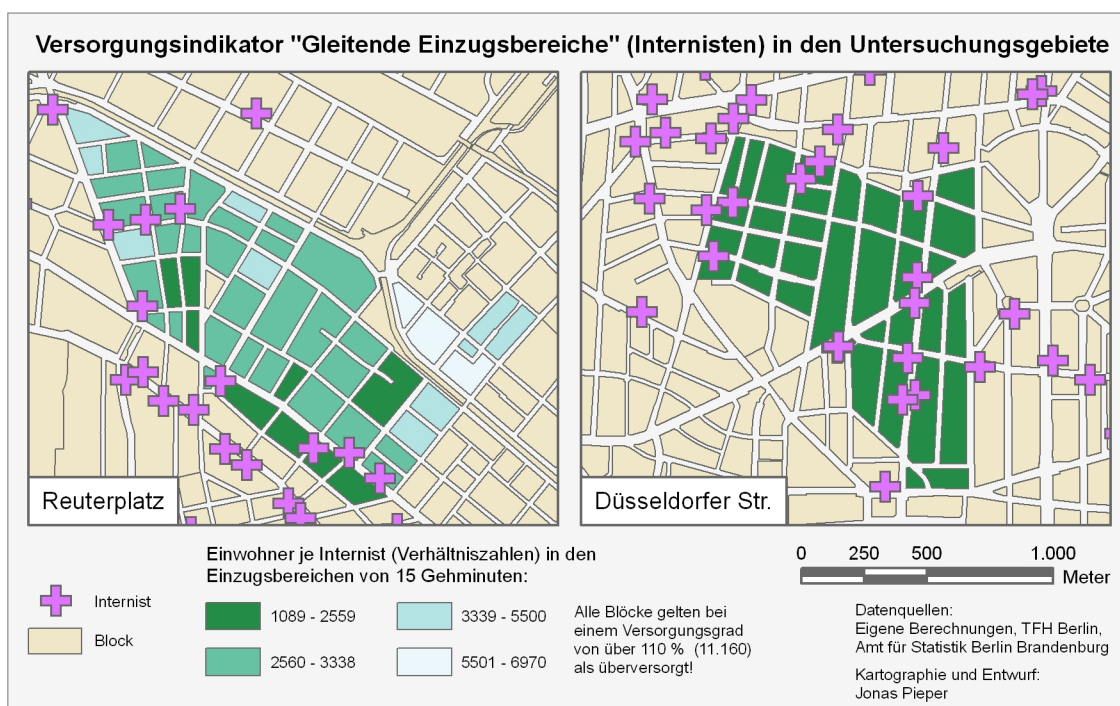 Versorgungsindikator "Gleitende Einzugsbereiche" (Internisten) in den Untersuchungsgebiete
Reuterplatz
Düsseldorfer Str.
Einwohner je Internist (Verhältniszahlen) in den
Einzugsbereichen von 15 Gehminuten:
Internist
Block
1089 - 2559
2560 - 3338
3339 - 5500
5501 - 6970
Alle Blöcke gelten bei
einem Versorgungsgrad
von über 110 % (11.160)
als überversorgt!
0 250 500 1.000
Meter
Datenquellen:
Eigene Berechnungen, TFH Berlin,
Amt für Statistik Berlin Brandenburg
Kartographie und Entwurf:
Jonas Pieper